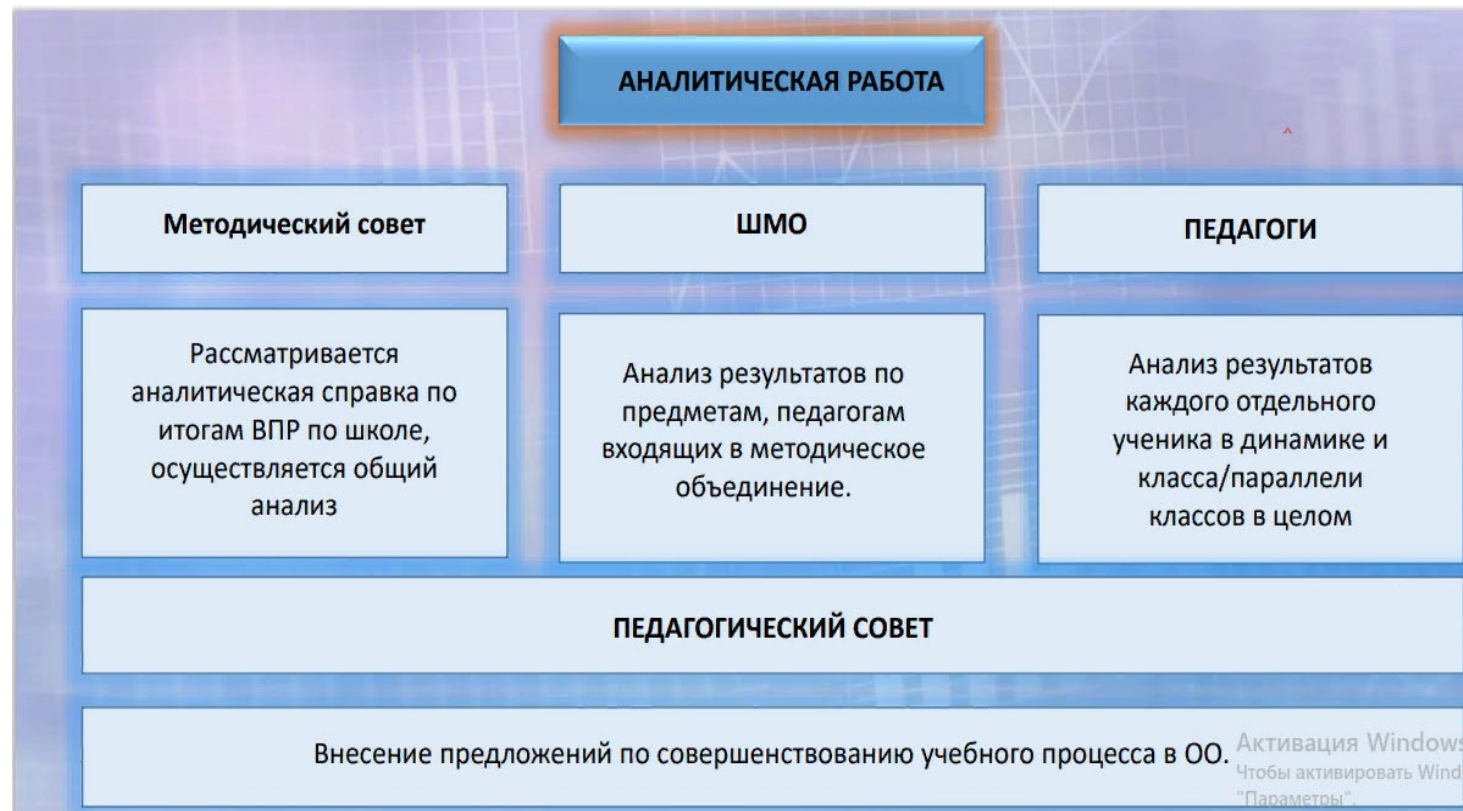 АНАЛИТИЧЕСКАЯ РАБОТА
Методический совет
ШМО
ПЕДАГОГИ
Рассматривается
аналитическая справка по
итогам ВПР по школе,
осуществляется общий
анализ
Анализ результатов по
предметам, педагогам
входящих в методическое
объединение.
Анализ результатов
каждого отдельного
ученика в динамике и
класса/параллели
классов в целом
ПЕДАГОГИЧЕСКИЙ СОВЕТ
Внесение предложений по совершенствованию учебного процесса в ОО.
Активация Windows
Чтобы активировать Wind
"Параметры".